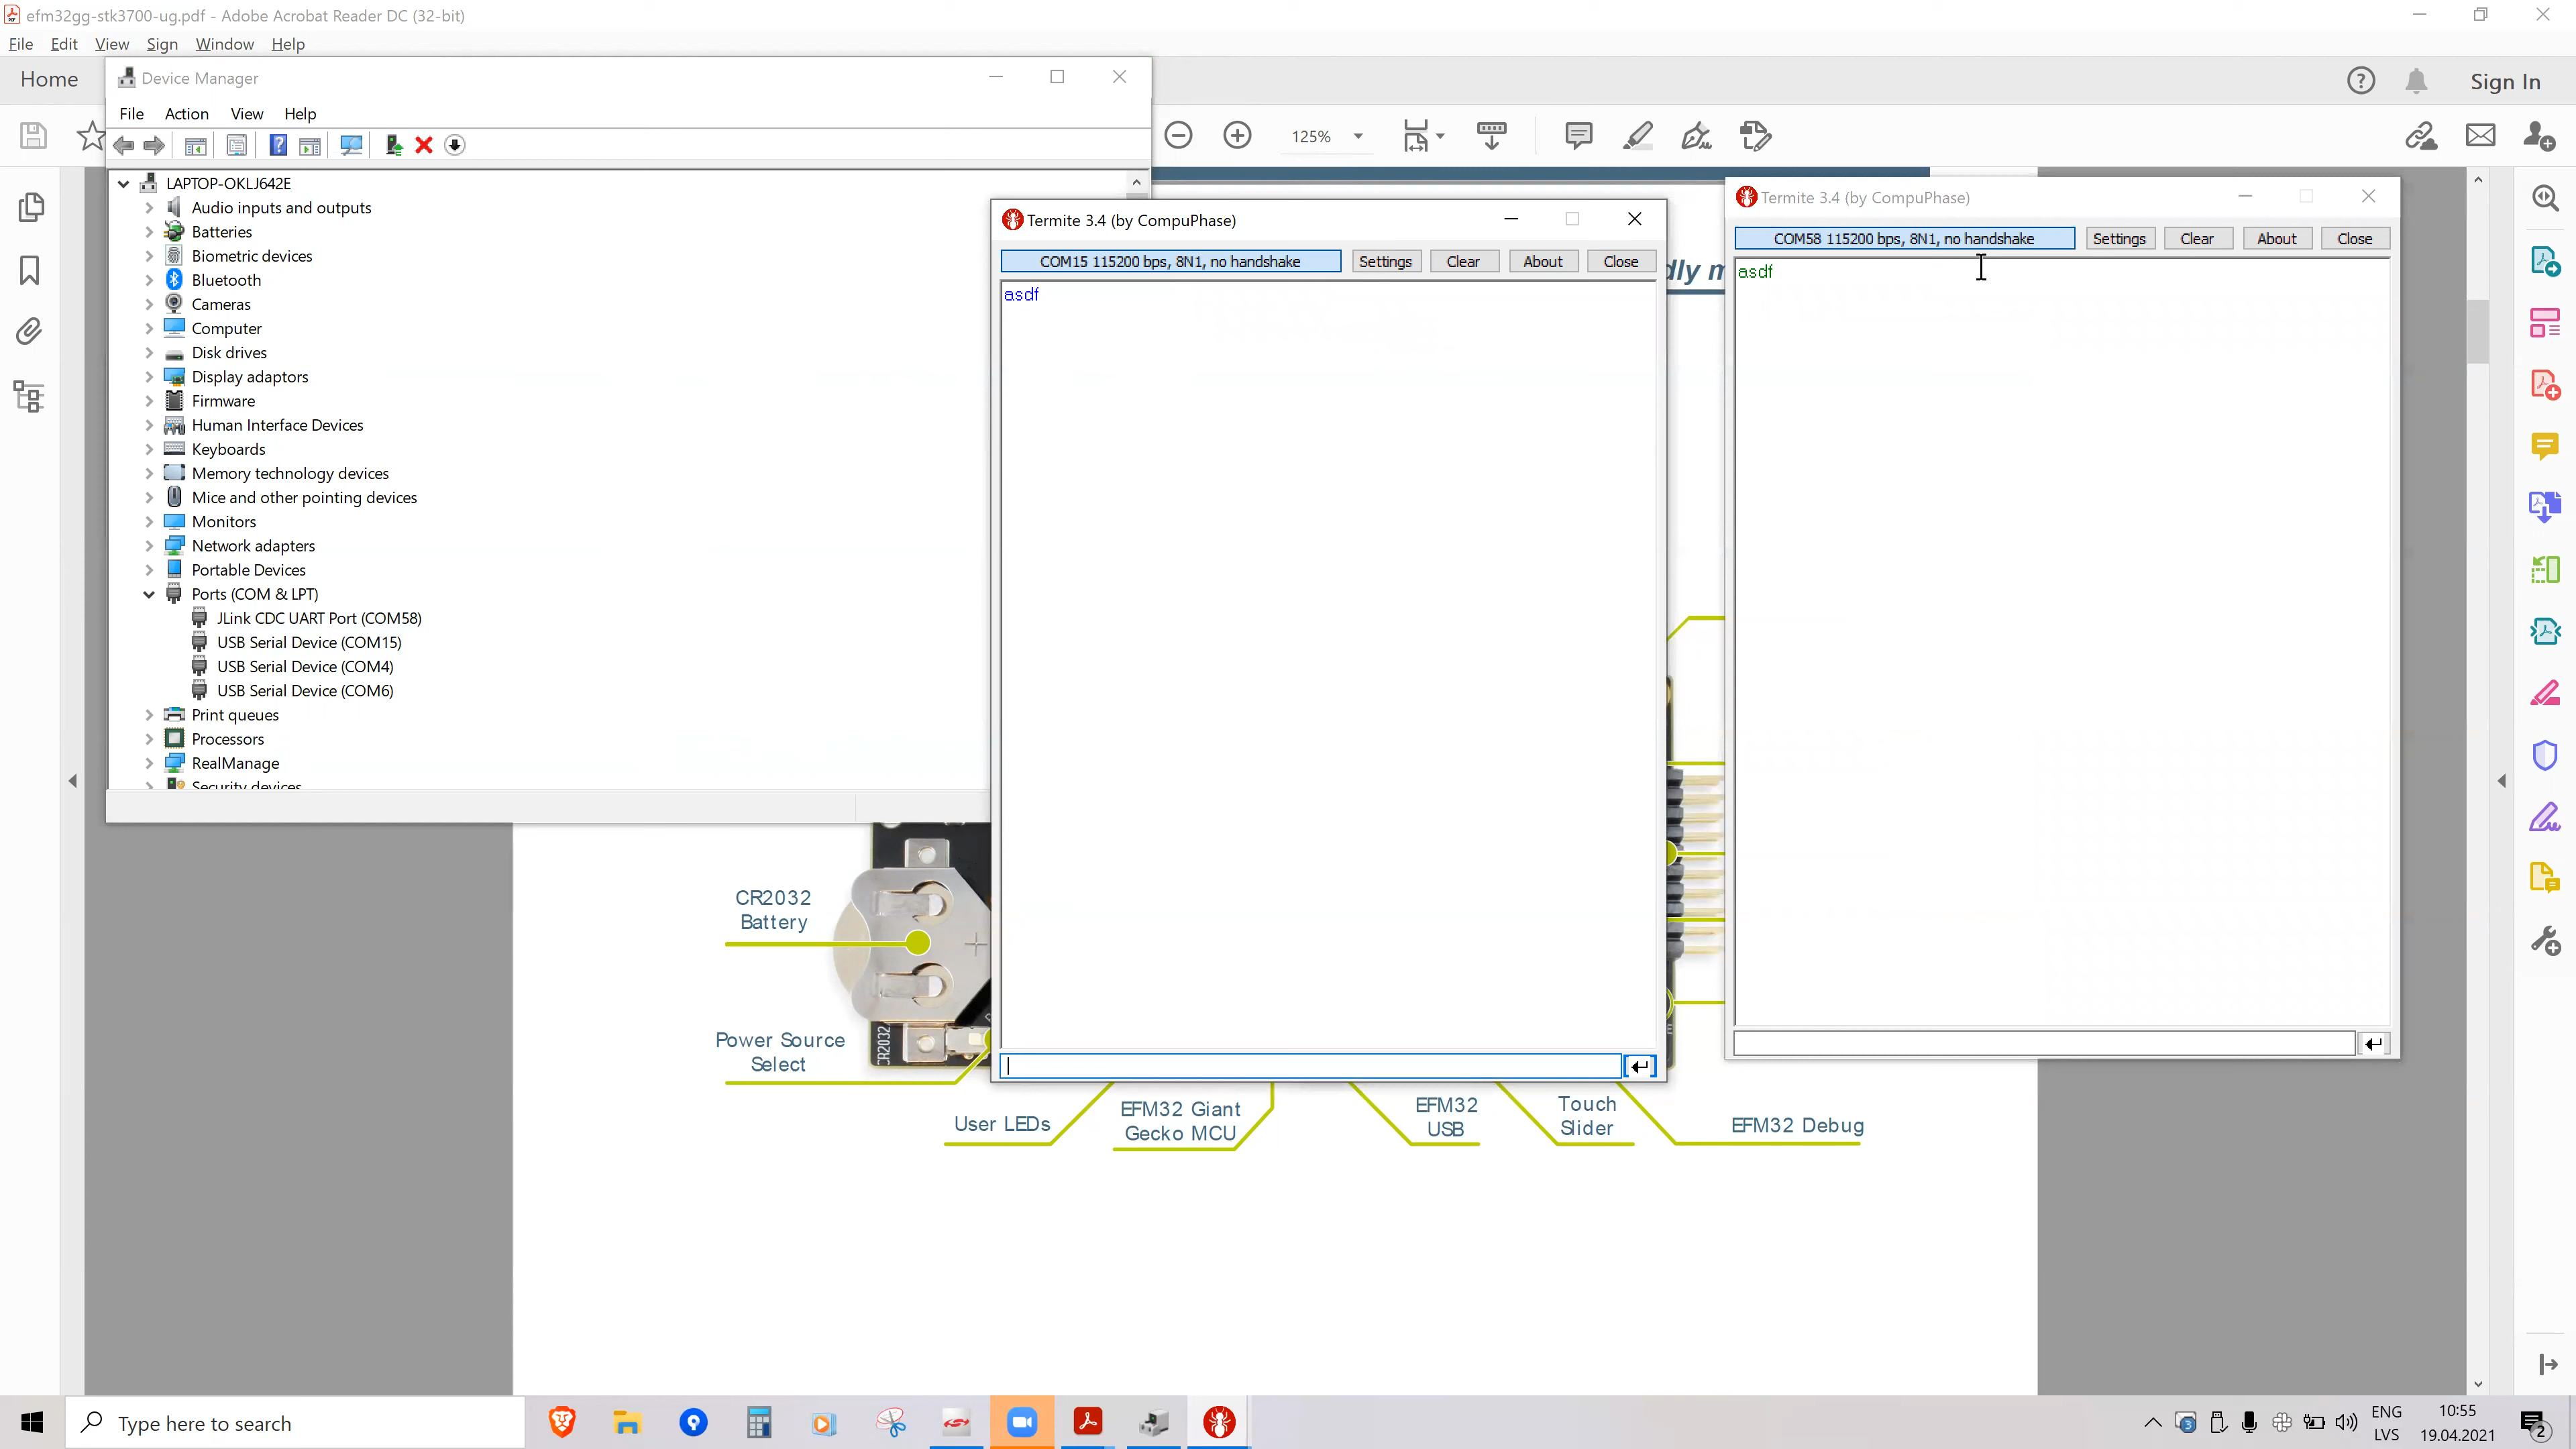 efm32gg-stk3700-ug.pdf - Adobe Acrobat Reader DC (32-bit)
File Edit View Sign Window Help
Home
Sign In
125%
Device Manager
File Action View Help
LAPTOP-OKLJ642E
Audio inputs and outputs
Batteries
Biometric devices
Bluetooth
Cameras
Computer
Disk drives
Display adaptors
Firmware
Human Interface Devices
Keyboards
Memory technology devices
Mice and other pointing devices
Monitors
Network adapters
Portable Devices
Ports (COM & LPT)
JLink CDC UART Port (COM58)
USB Serial Device (COM15)
USB Serial Device (COM4)
USB Serial Device (COM6)
Print queues
Processors
RealManage
Security devices
Termite 3.4 (by CompuPhase)
COM15 115200 bps, 8N1, no handshake Settings Clear About Close
asdf
dly m
Termite 3.4 (by CompuPhase)
COM58 115200 bps, 8N1, no handshake Settings Clear About Close
asdf
CR2032
Battery
CR2032
Power Source
Select
User LEDs
EFM32 Giant
Gecko MCU
EFM32
USB
Touch
Slider
EFM32 Debug
Type here to search
3
ENG
LVS
10:55
19.04.2021
2